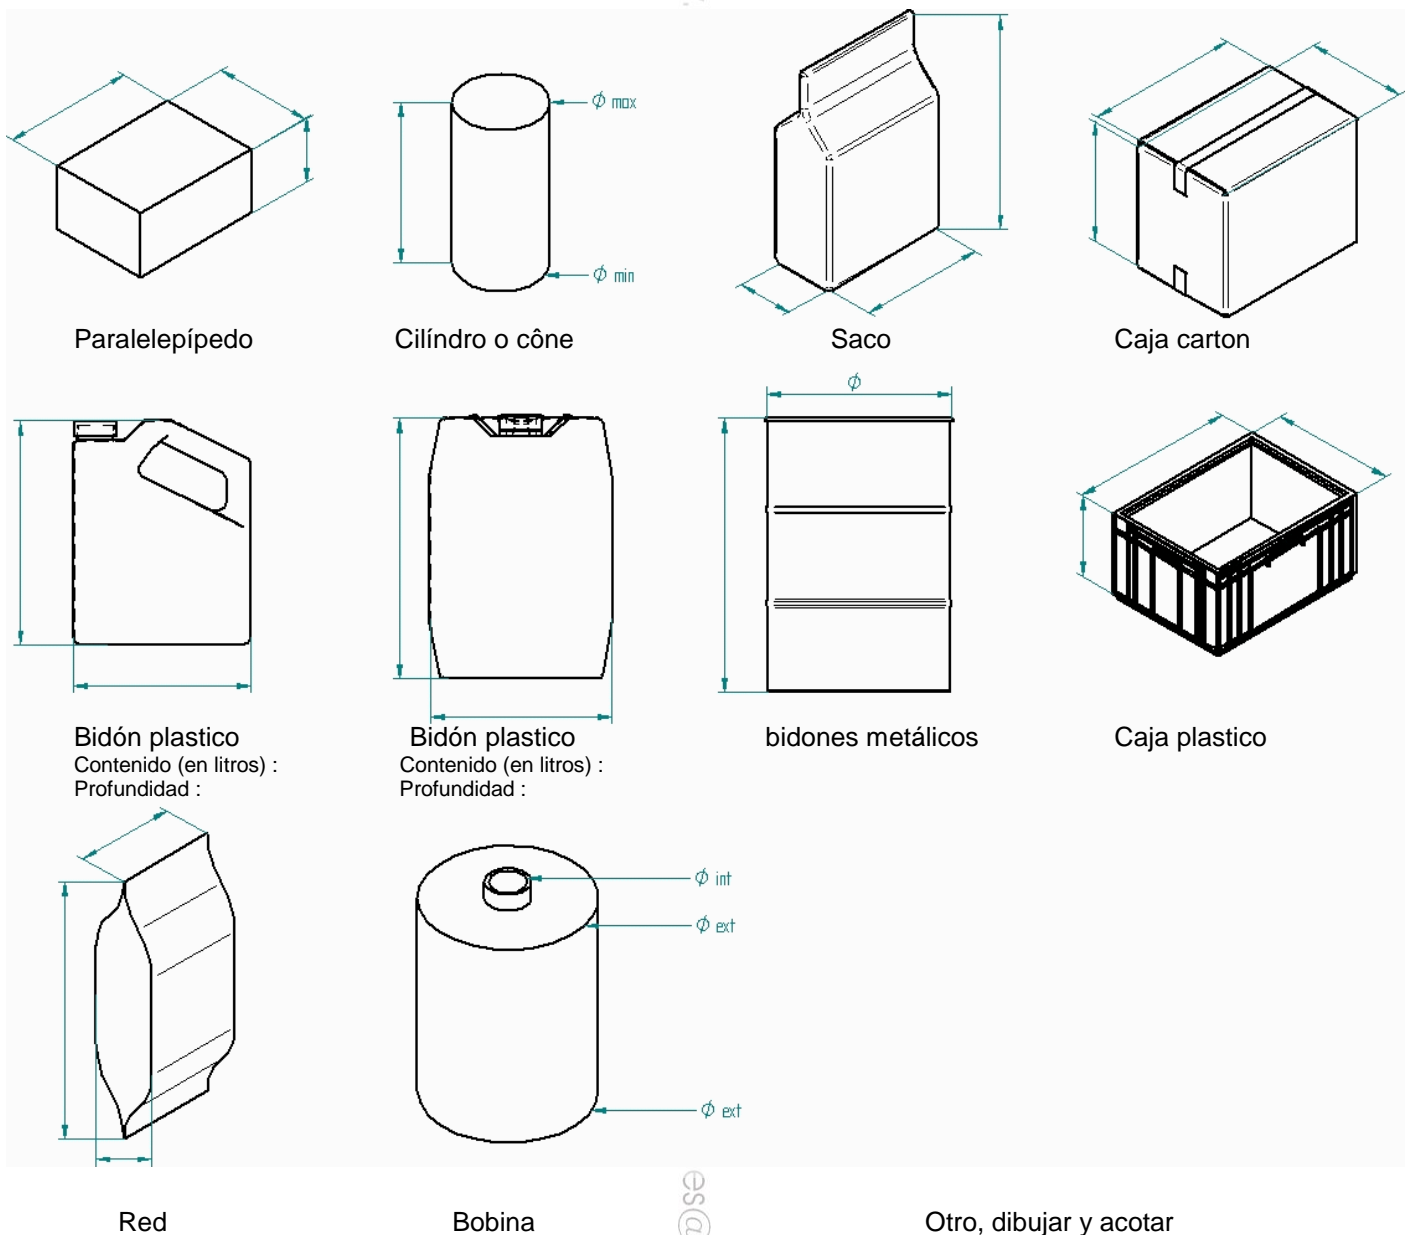 ϕ max
ϕ min
Paralelepípedo
Cilíndro o cône
Saco
Caja carton
ϕ
Bidón plastico
Contenido (en litros) :
Profundidad :
Bidón plastico
Contenido (en litros) :
Profundidad :
bidones metálicos
Caja plastico
ϕ int
ϕ ext
ϕ ext
Red
Bobina
es@
Otro, dibujar y acotar